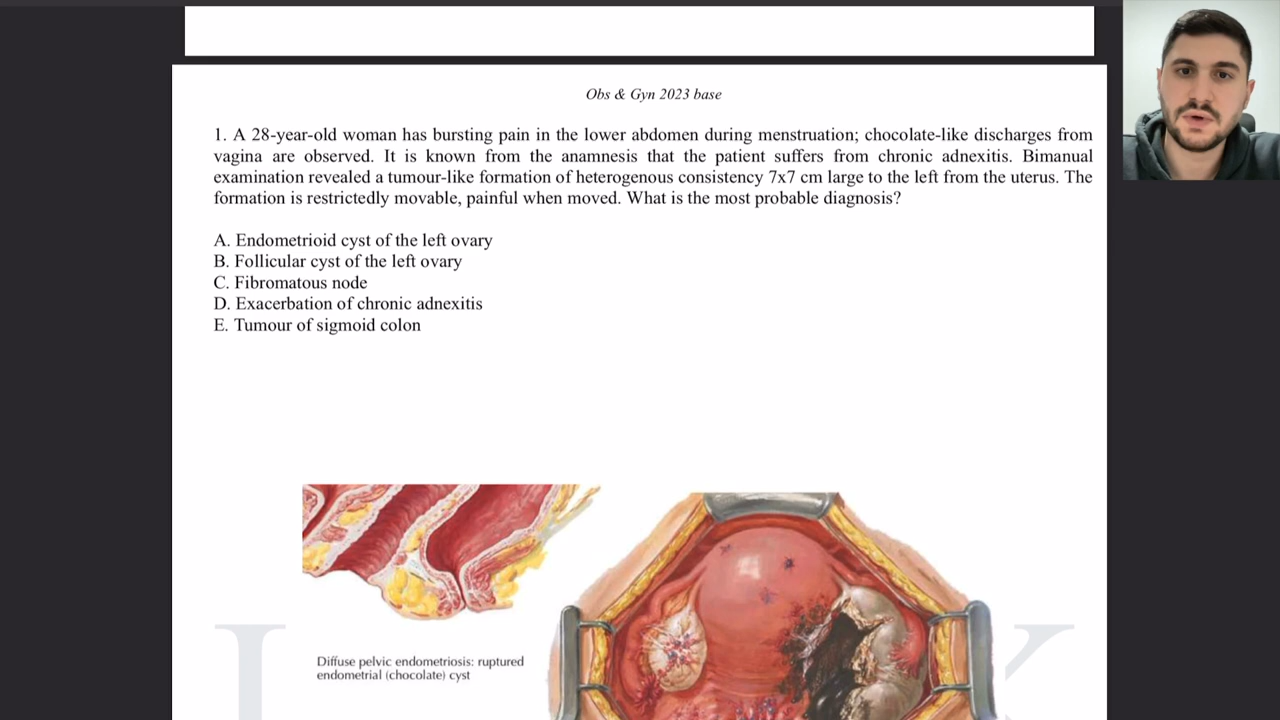 Obs & Gyn 2023 base
1. A 28-year-old woman has bursting pain in the lower abdomen during menstruation; chocolate-like discharges from
vagina are observed. It is known from the anamnesis that the patient suffers from chronic adnexitis. Bimanual
examination revealed a tumour-like formation of heterogenous consistency 7x7 cm large to the left from the uterus. The
formation is restrictedly movable, painful when moved. What is the most probable diagnosis?
A. Endometrioid cyst of the left ovary
B. Follicular cyst of the left ovary
C. Fibromatous node
D. Exacerbation of chronic adnexitis
E. Tumour of sigmoid colon
Diffuse pelvic endometriosis: ruptured
endometrial (chocolate) cyst